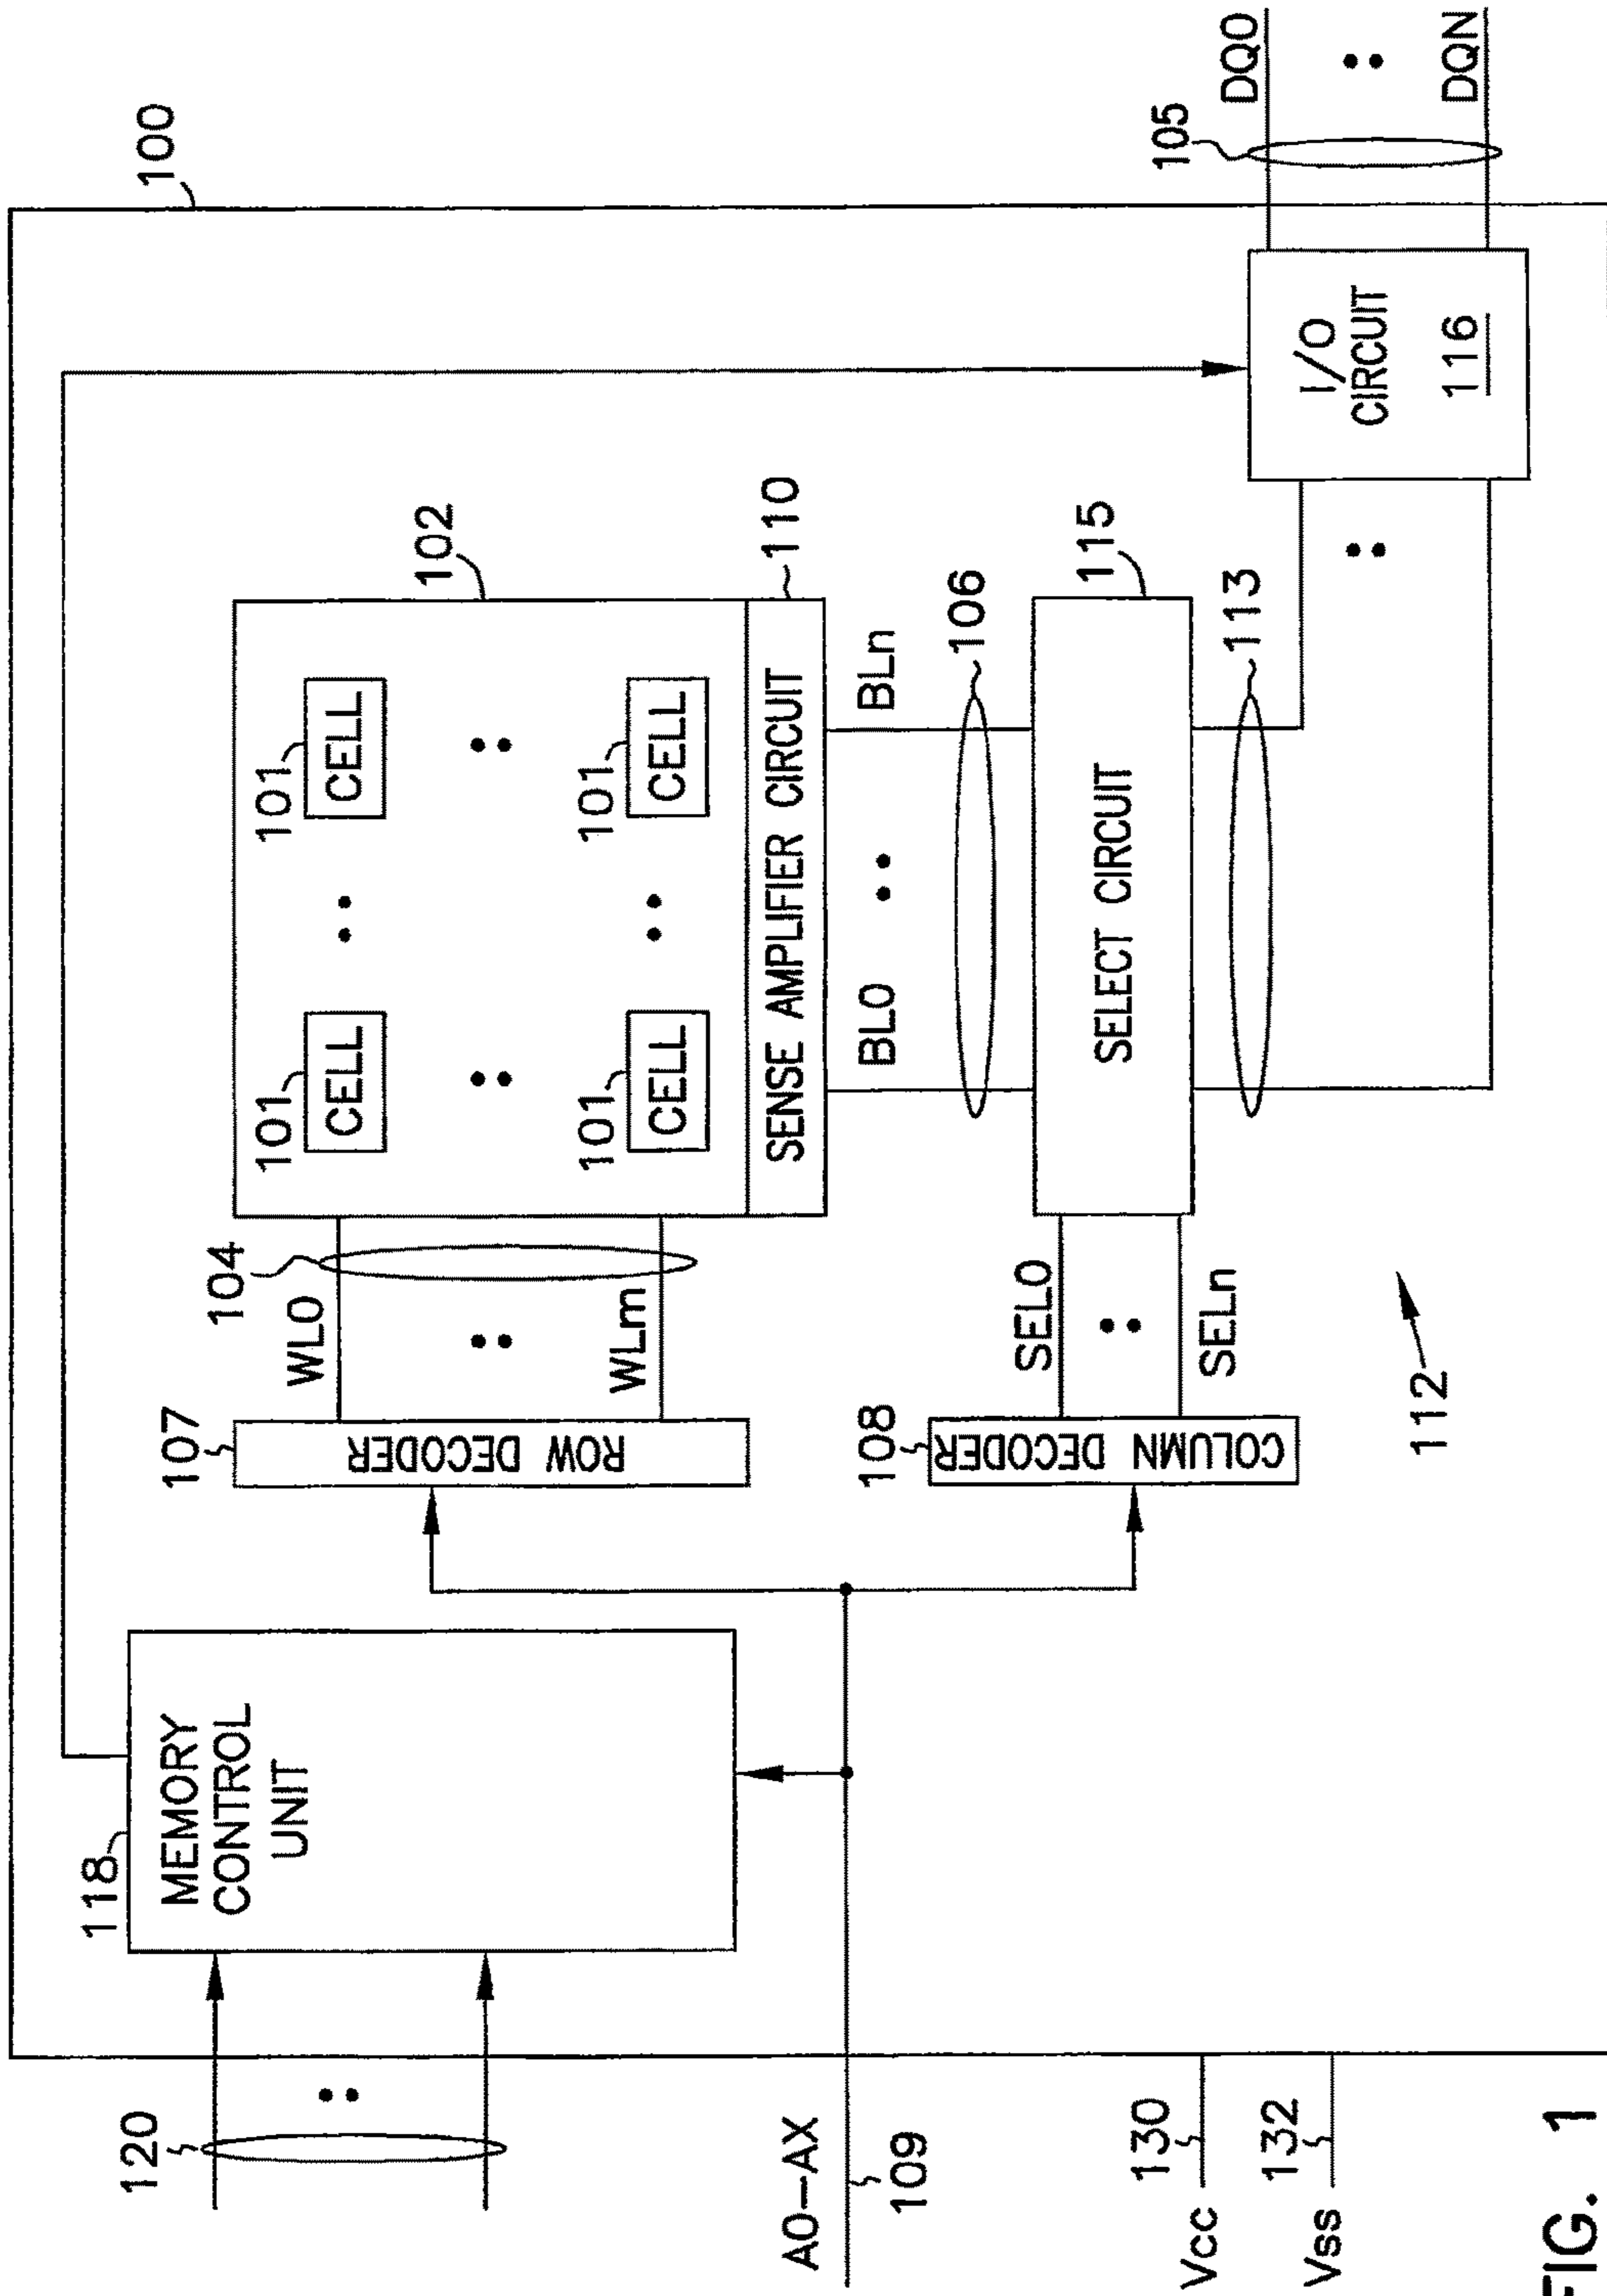 100
118
MEMORY
CONTROL
UNIT
120
102
101
CELL
101
CELL
101
CELL
101
CELL
104
WL0
WLm
107
ROW DECODER
SENSE AMPLIFIER CIRCUIT
110
BL0
BLn
106
A0-AX
109
108
COLUMN DECODER
SEL0
SELn
SELECT CIRCUIT
115
113
112
105
DQ0
DQN
I/O
CIRCUIT
116
Vcc
130
Vss
132
FIG. 1